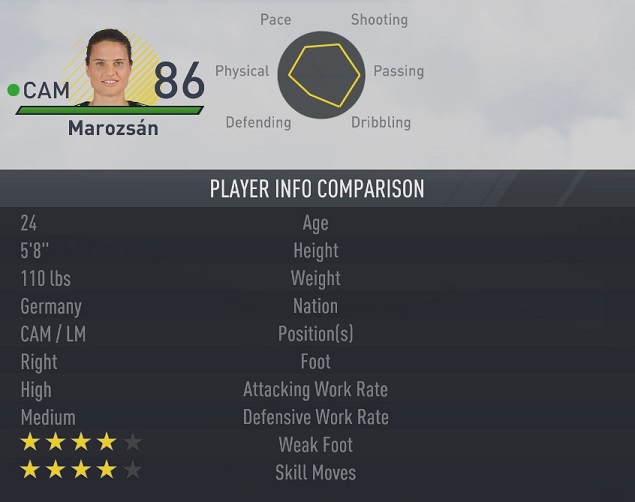 Pace Shooting
CAM 86 Physical Passing
Marozsán Defending Dribbling
PLAYER INFO COMPARISON
24 Age
5'8" Height
110 lbs Weight
Germany Nation
CAM / LM Position(s)
Right Foot
High Attacking Work Rate
Medium Defensive Work Rate
Weak Foot
Skill Moves